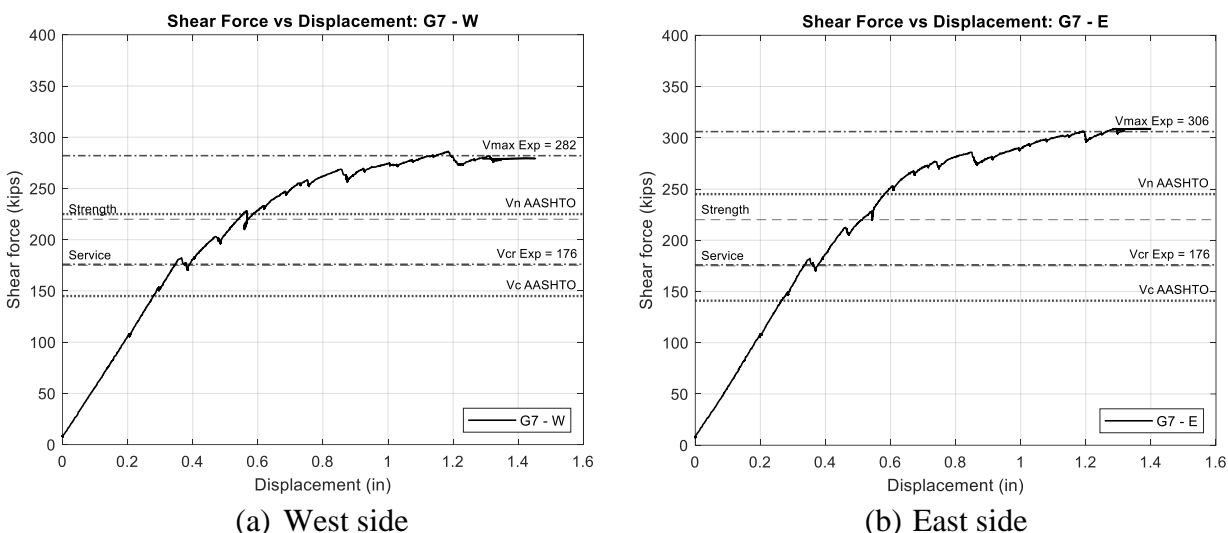 Shear Force vs Displacement: G7 - W
400
350
300
250
200
150
100
50
0
Shear force (kips)
Vmax Exp = 282
Vn AASHTO
Strength
Service
Vcr Exp = 176
Vc AASHTO
G7 - W
0 0.2 0.4 0.6 0.8 1 1.2 1.4 1.6
Displacement (in)
(a) West side
Shear Force vs Displacement: G7 - E
400
350
300
250
200
150
100
50
0
Shear force (kips)
Vmax Exp = 306
Vn AASHTO
Strength
Service
Vcr Exp = 176
Vc AASHTO
G7 - E
0 0.2 0.4 0.6 0.8 1 1.2 1.4 1.6
Displacement (in)
(b) East side